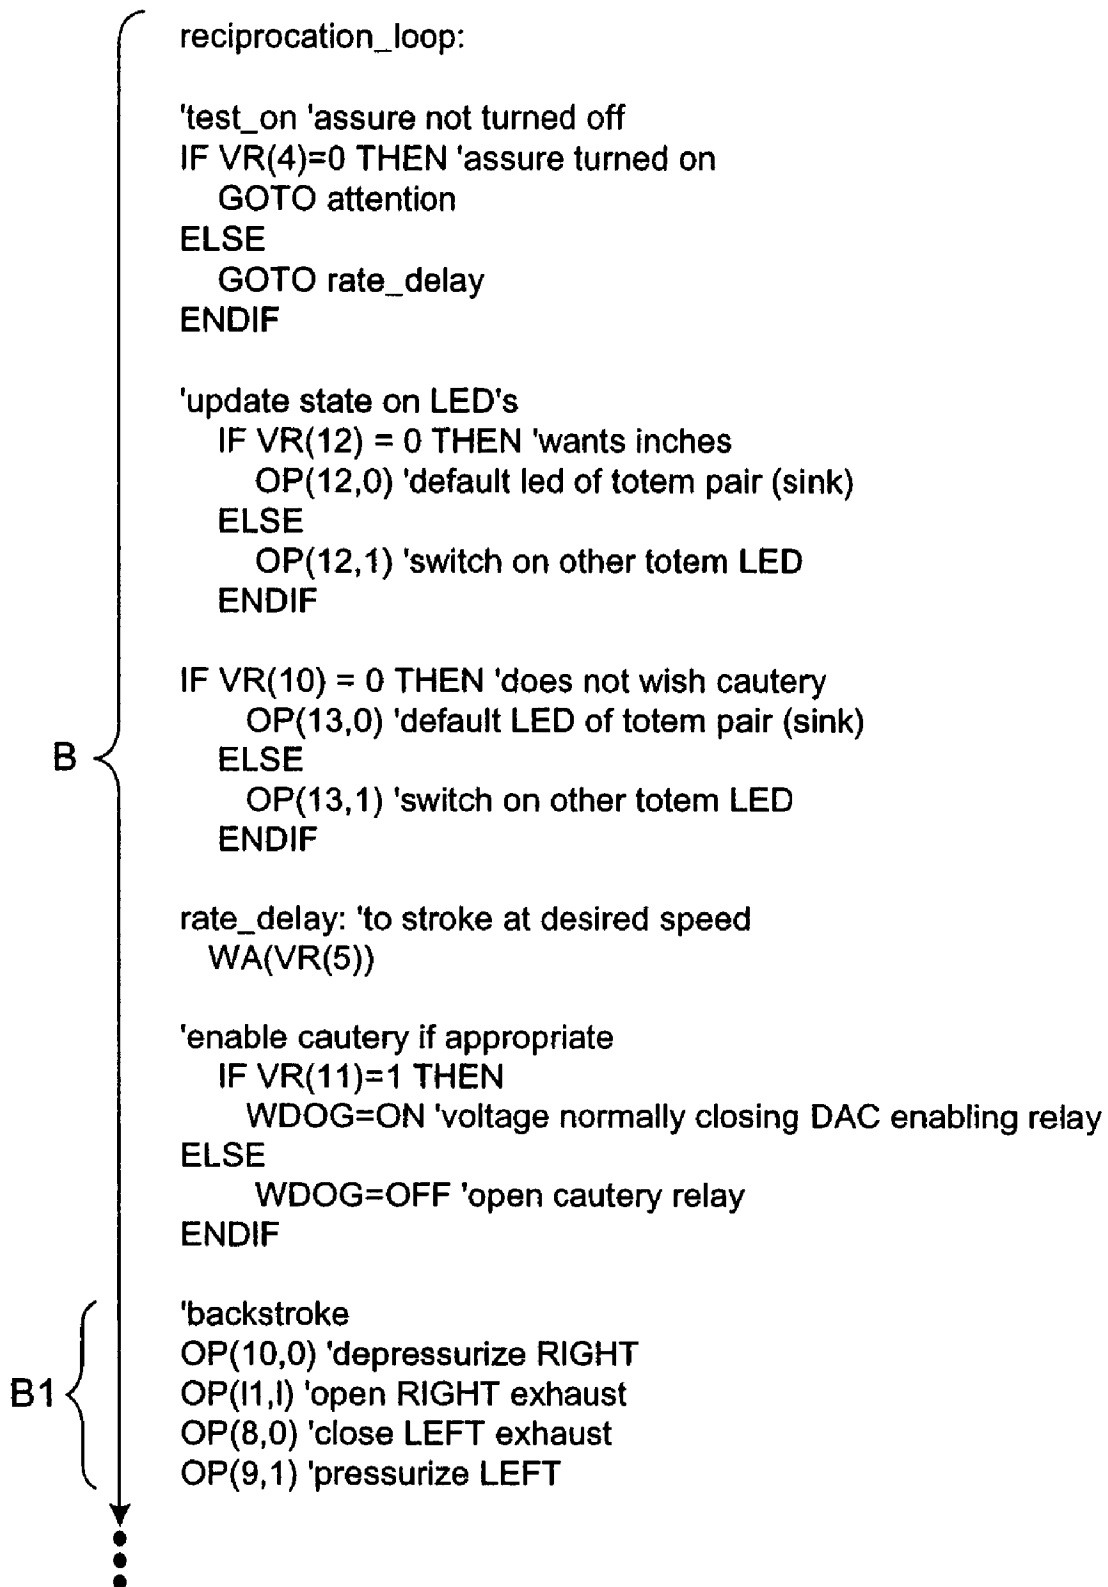 reciprocation_loop:
'test_on 'assure not turned off
IF VR(4)=0 THEN 'assure turned on
GOTO attention
ELSE
GOTO rate_delay
ENDIF
'update state on LED's
IF VR(12) = 0 THEN 'wants inches
OP(12,0) 'default led of totem pair (sink)
ELSE
OP(12,1) 'switch on other totem LED
ENDIF
IF VR(10) = 0 THEN 'does not wish cautery
OP(13,0) 'default LED of totem pair (sink)
B
ELSE
OP(13,1) 'switch on other totem LED
ENDIF
rate_delay: 'to stroke at desired speed
WA(VR(5))
'enable cautery if appropriate
IF VR(11)=1 THEN
WDOG=ON 'voltage normally closing DAC enabling relay
ELSE
WDOG=OFF 'open cautery relay
ENDIF
'backstroke
OP(10,0) 'depressurize RIGHT
B1
OP(I1,I) 'open RIGHT exhaust
OP(8,0) 'close LEFT exhaust
OP(9,1) 'pressurize LEFT